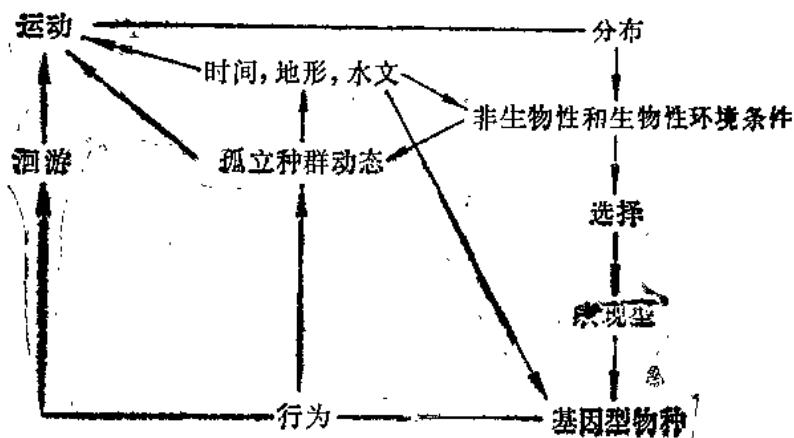 运动
分布
时间,地形,水文
非生物性和生物性环境条件
洄游
孤立种群动态
选择
表现型
行为
基因型物种